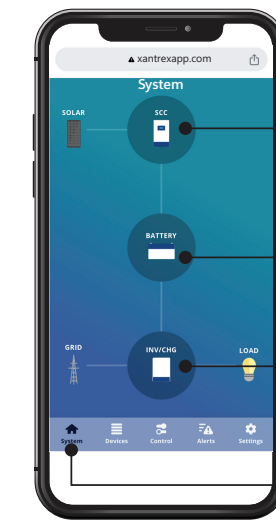 xantrexapp.com
System
SOLAR
SCC
BATTERY
GRID
INV/CHG
LOAD
System Devices Control Alerts Settings